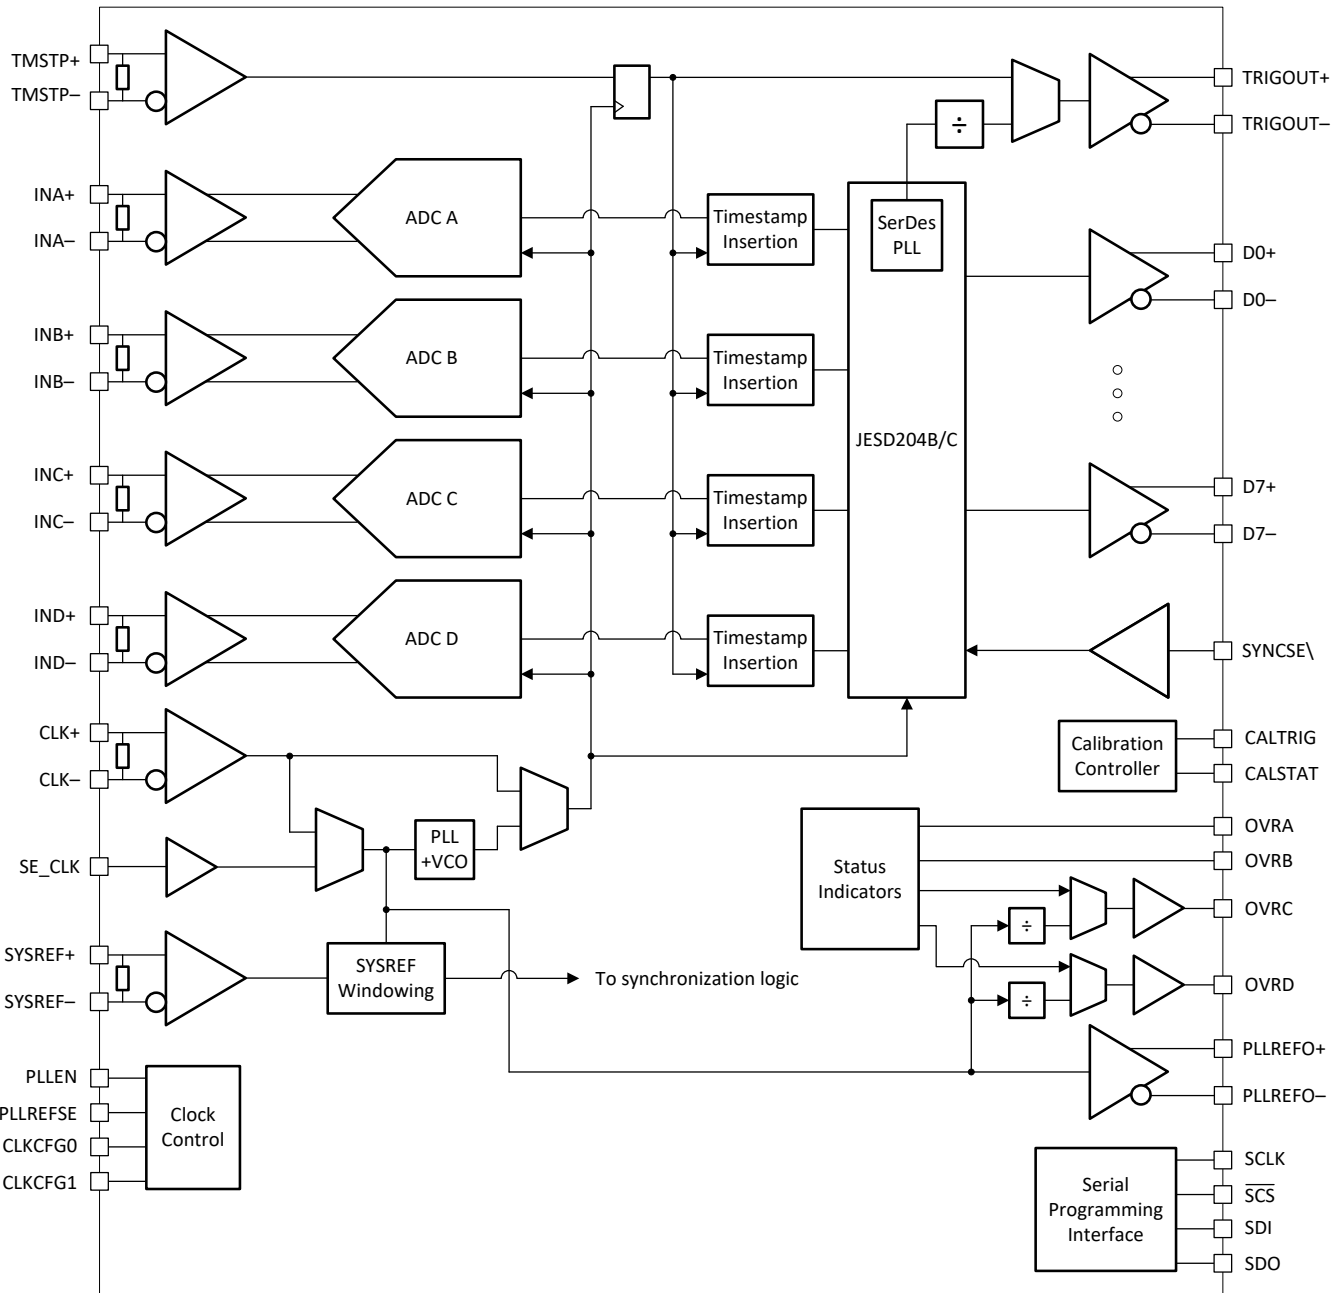 TMSTP+
TMSTP–
INA+
INA–
INB+
INB–
INC+
INC–
IND+
IND–
CLK+
CLK–
SE_CLK
SYSREF+
SYSREF–
PLLEN
PLLREFSE
CLKCFG0
CLKCFG1
ADC A
ADC B
ADC C
ADC D
PLL
+VCO
SYSREF
Windowing
To synchronization logic
Clock
Control
Timestamp
Insertion
Timestamp
Insertion
Timestamp
Insertion
Timestamp
Insertion
SerDes
PLL
JESD204B/C
÷
Calibration
Controller
Status
Indicators
÷
÷
Serial
Programming
Interface
TRIGOUT+
TRIGOUT–
D0+
D0–
D7+
D7–
SYNCSE\
CALTRIG
CALSTAT
OVRA
OVRB
OVRC
OVRD
PLLREFO+
PLLREFO–
SCLK
SCS
SDI
SDO